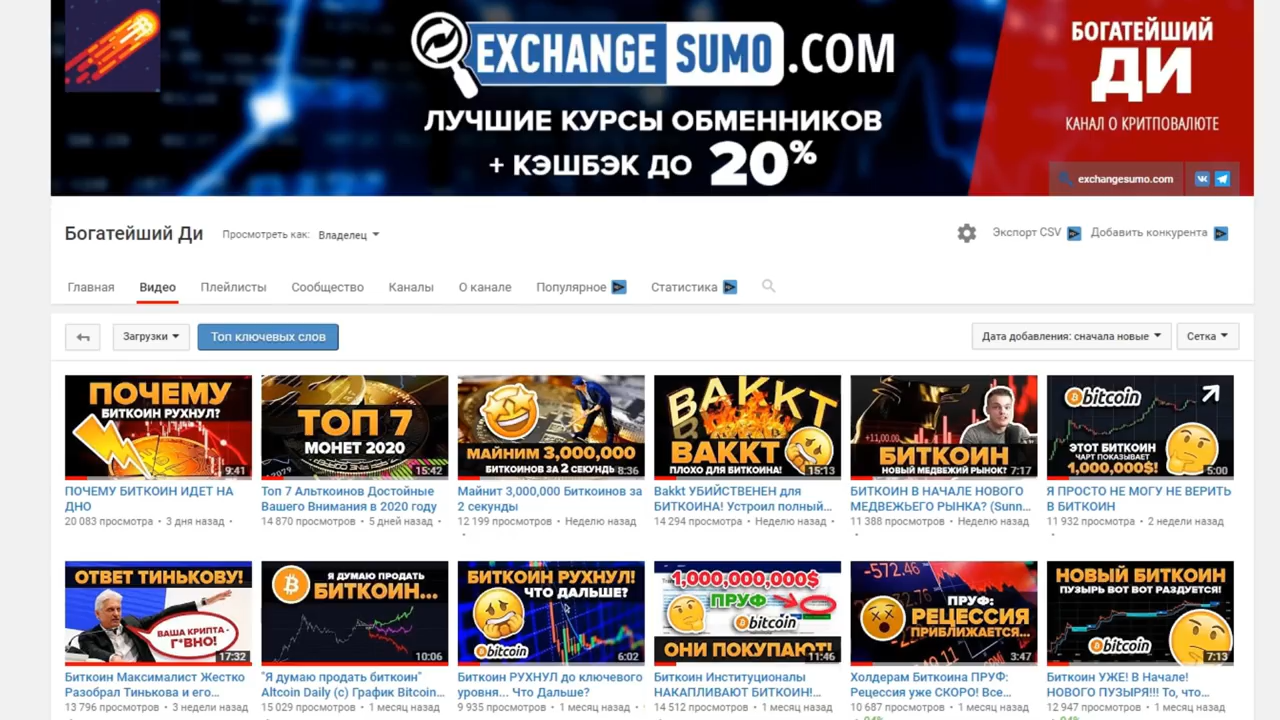 EXCHANGE SUMO.COM
ЛУЧШИЕ КУРСЫ ОБМЕННИКОВ
+ КЭШБЭК ДО 20%
БОГАТЕЙШИЙ
ДИ
КАНАЛ О КРИПТОВАЛЮТЕ
exchangesumo.com
Богатейший Ди
Просмотреть как: Владелец
Экспорт CSV
Добавить конкурента
Главная Видео Плейлисты Сообщество Каналы О канале Популярное Статистика
Загрузки
Топ ключевых слов
Дата добавления: сначала новые
Сетка
ПОЧЕМУ
БИТКОИН РУХНУЛ?
9:41
ПОЧЕМУ БИТКОИН ИДЕТ НА
ДНО
20 083 просмотра • 3 дня назад •
ТОП 7
МОНЕТ 2020
15:42
Топ 7 Альткоинов Достойные
Вашего Внимания в 2020 году
14 870 просмотров • 5 дней назад •
МАЙНИМ 3,000,000
БИТКОИНОВ ЗА 2 СЕКУНДЫ
8:36
Майнит 3,000,000 Биткоинов за
2 секунды
12 199 просмотров • Неделю назад
BAKKT
BAKKT
ПЛОХО ДЛЯ БИТКОИНА!
15:13
Bakkt УБИЙСТВЕНЕН для
БИТКОИНА! Устроил полный...
14 294 просмотра • Неделю назад •
+11,00.00
БИТКОИН
НОВЫЙ МЕДВЕЖИЙ РЫНОК?
7:17
БИТКОИН В НАЧАЛЕ НОВОГО
МЕДВЕЖЬЕГО РЫНКА? (Sunn...
11 388 просмотров • Неделю назад
bitcoin
ЭТОТ БИТКОИН
ЧАРТ ПОКАЗЫВАЕТ
1,000,000$!
5:00
Я ПРОСТО НЕ МОГУ НЕ ВЕРИТЬ
В БИТКОИН
11 932 просмотра • 2 недели назад
ОТВЕТ ТИНЬКОВУ!
ВАША КРИПТА -
Г*ВНО!
17:32
Биткоин Максималист Жестко
Разобрал Тинькова и его...
13 796 просмотров • 3 недели назад
Я ДУМАЮ ПРОДАТЬ
БИТКОИН...
10:06
"Я думаю продать биткоин"
Altcoin Daily (с) График Bitcoin...
15 029 просмотров • 1 месяц назад •
БИТКОИН РУХНУЛ!
ЧТО ДАЛЬШЕ?
bitcoin
6:02
Биткоин РУХНУЛ до ключевого
уровня... Что Дальше?
9 935 просмотров • 1 месяц назад •
1,000,000,000$
ПРУФ
bitcoin
ОНИ ПОКУПАЮТ!
11:46
Биткоин Институционалы
НАКАПЛИВАЮТ БИТКОИН!...
14 512 просмотров • 1 месяц назад •
-572.46
ПРУФ:
РЕЦЕССИЯ
ПРИБЛИЖАЕТСЯ...
3:47
Холдерам Биткоина ПРУФ:
Рецессия уже СКОРО! Все...
10 687 просмотров • 1 месяц назад •
НОВЫЙ БИТКОИН
ПУЗЫРЬ ВОТ ВОТ РАЗДУЕТСЯ!
bitcoin
7:13
Биткоин УЖЕ! В Начале!
НОВОГО ПУЗЫРЯ!!! То, что...
12 947 просмотров • 1 месяц назад •